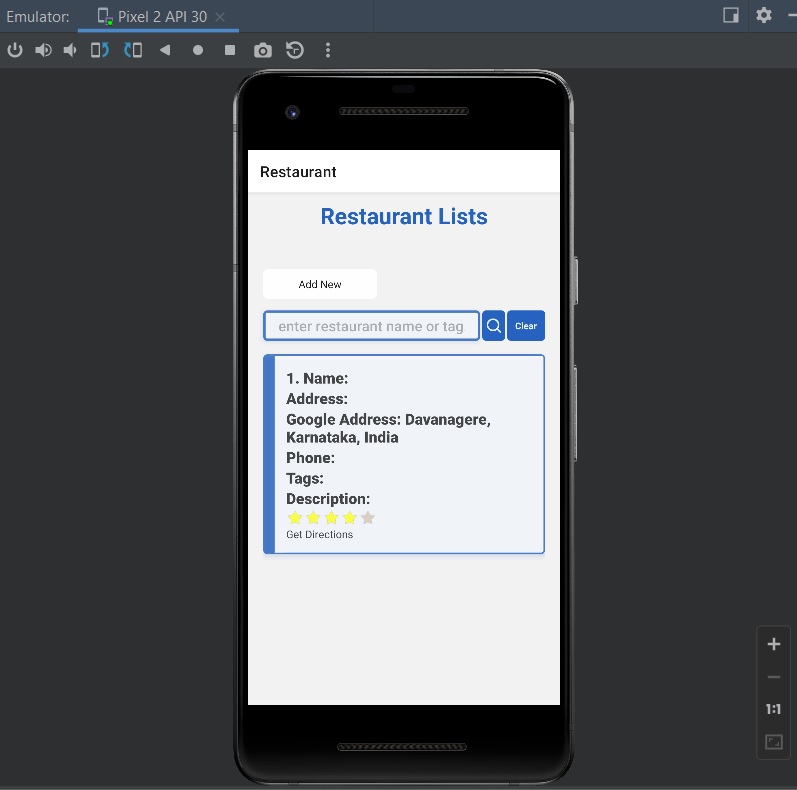 Emulator: Pixel 2 API 30
Restaurant
Restaurant Lists
Add New
enter restaurant name or tag
Clear
1. Name:
Address:
Google Address: Davanagere,
Karnataka, India
Phone:
Tags:
Description:
Get Directions
1:1